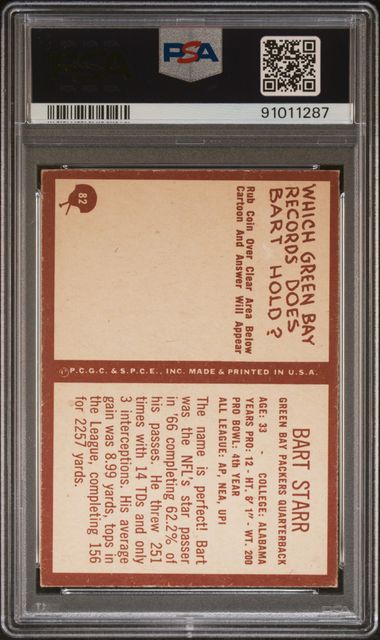 PSA
91011287
82
WHICH GREEN BAY
RECORDS DOES
BART HOLD?
Rub Coin Over Clear Area Below
Cartoon And Answer Will Appear
P.C.G.C. & S.P.C.E., INC. MADE & PRINTED IN U.S.A.
BART STARR
GREEN BAY PACKERS QUARTERBACK
AGE: 33 - COLLEGE: ALABAMA
YEARS PRO: 12 - HT. 6' 1" - WT. 200
PRO BOWL: 4th YEAR
ALL LEAGUE: AP, NEA, UPI
The name is perfect! Bart
was the NFL's star passer
in '66 completing 62.2% of
his passes. He threw 251
times with 14 TDs and only
3 interceptions. His average
gain was 8.99 yards, tops in
the League, completing 156
for 2257 yards.